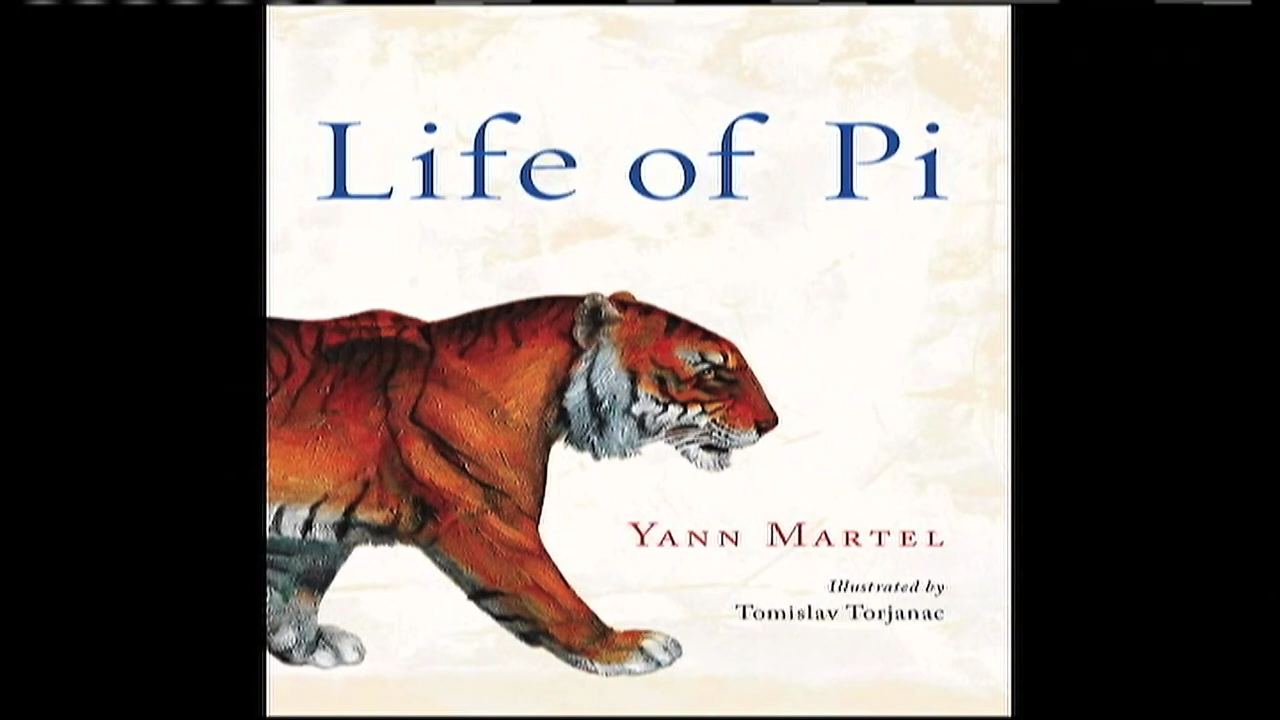 Life of Pi
YANN MARTEL
Illustrated by
Tomislav Torjanac